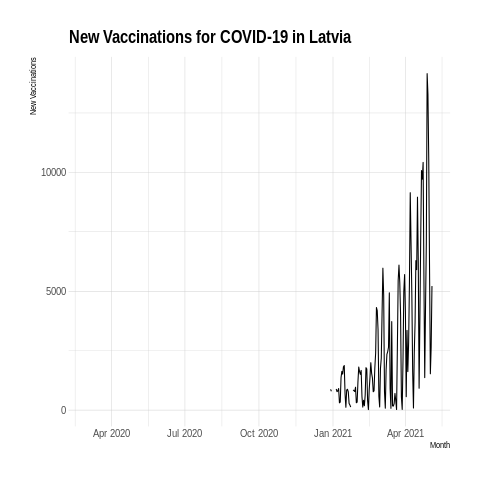 New Vaccinations for COVID-19 in Latvia
New Vaccinations
10000
5000
0
Apr 2020 Jul 2020 Oct 2020 Jan 2021 Apr 2021
Month